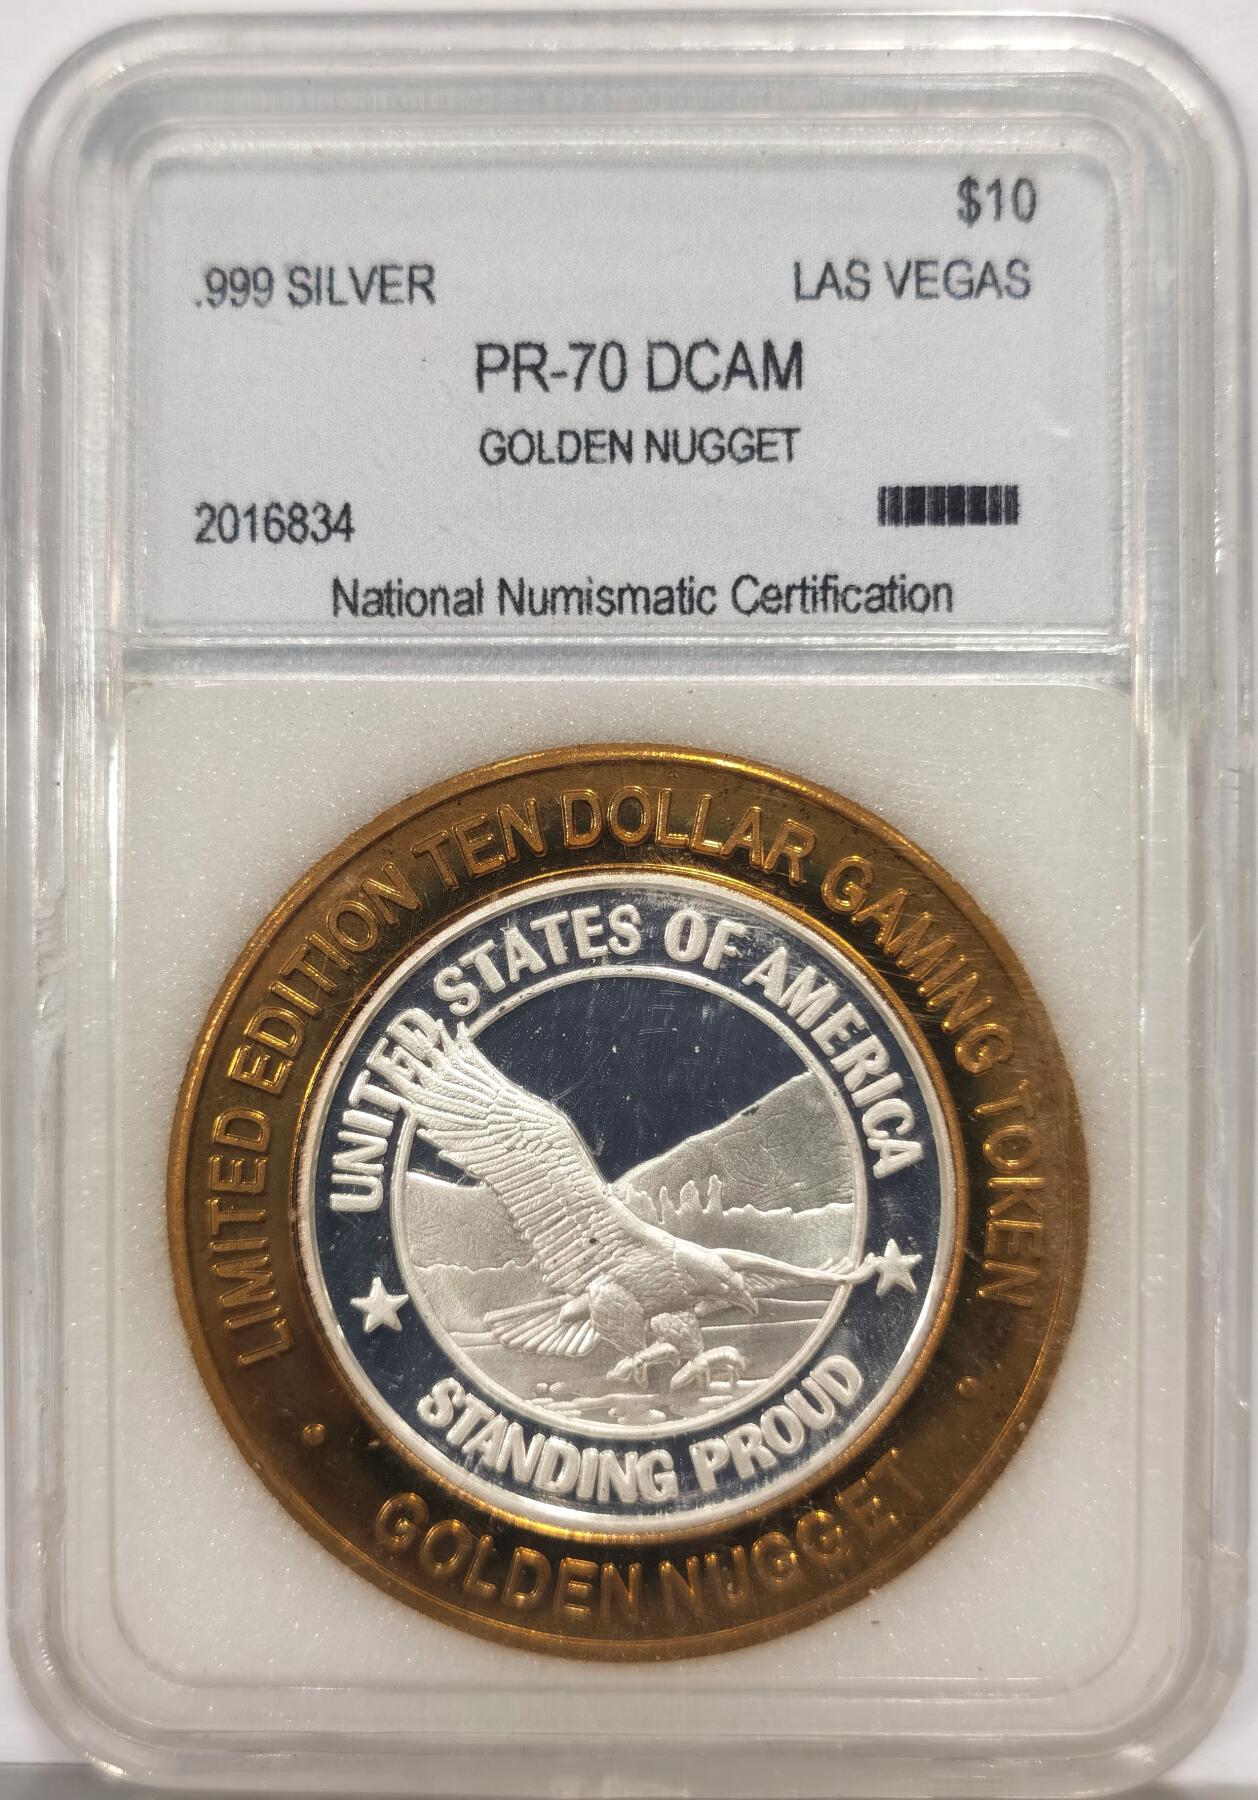 $10
.999 SILVER LAS VEGAS
PR-70 DCAM
GOLDEN NUGGET
2016834
National Numismatic Certification
LIMITED EDITION TEN DOLLAR GAMING TOKEN
UNITED STATES OF AMERICA
STANDING PROUD
• GOLDEN NUGGET •